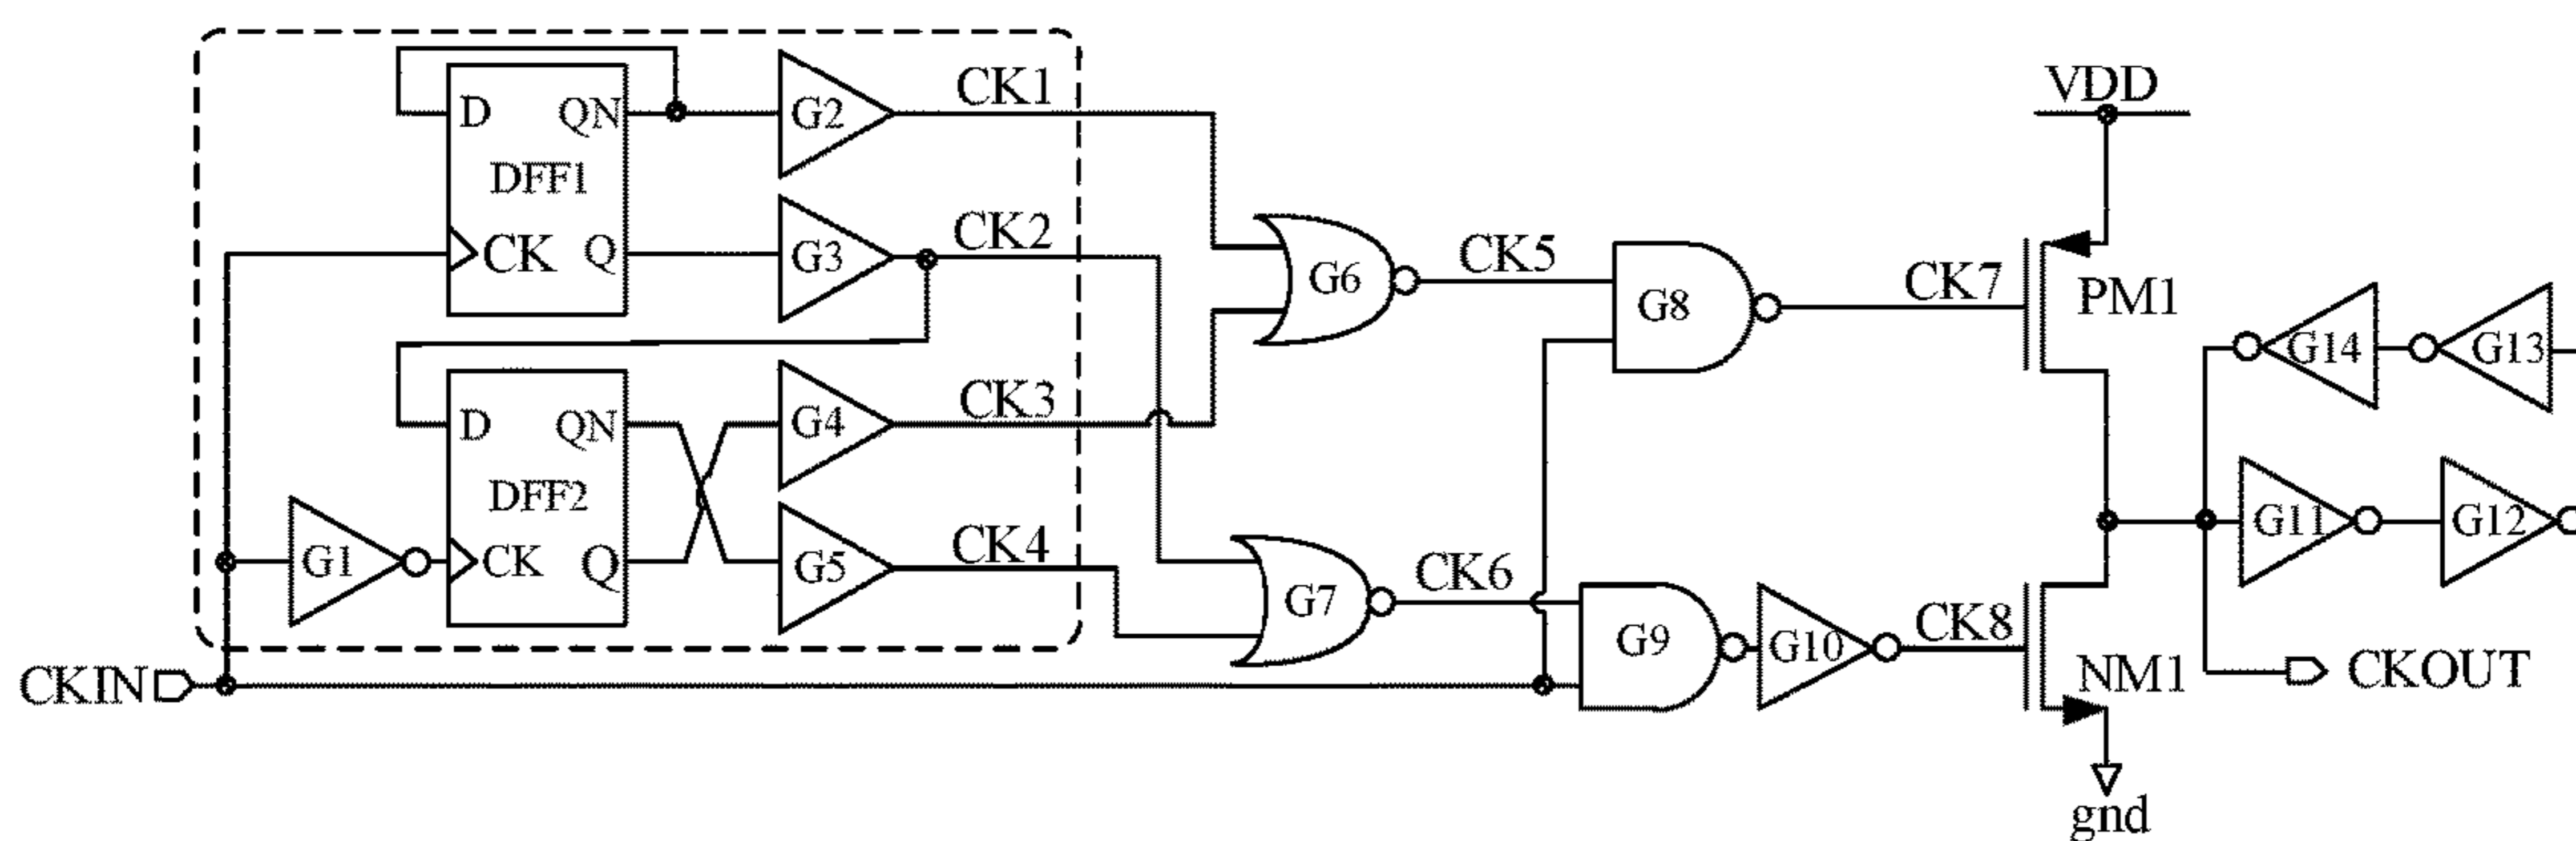 CK1
VDD
D QN G2
DFF1
CK2
CK Q G3
G6 CK5 G8 CK7 PM1
G14 G13
CK3
D QN G4
DFF2
G11 G12
CK4
G1 CK Q G5
CK6
G7
G9 G10 CK8
CKIN
NM1 CKOUT
gnd